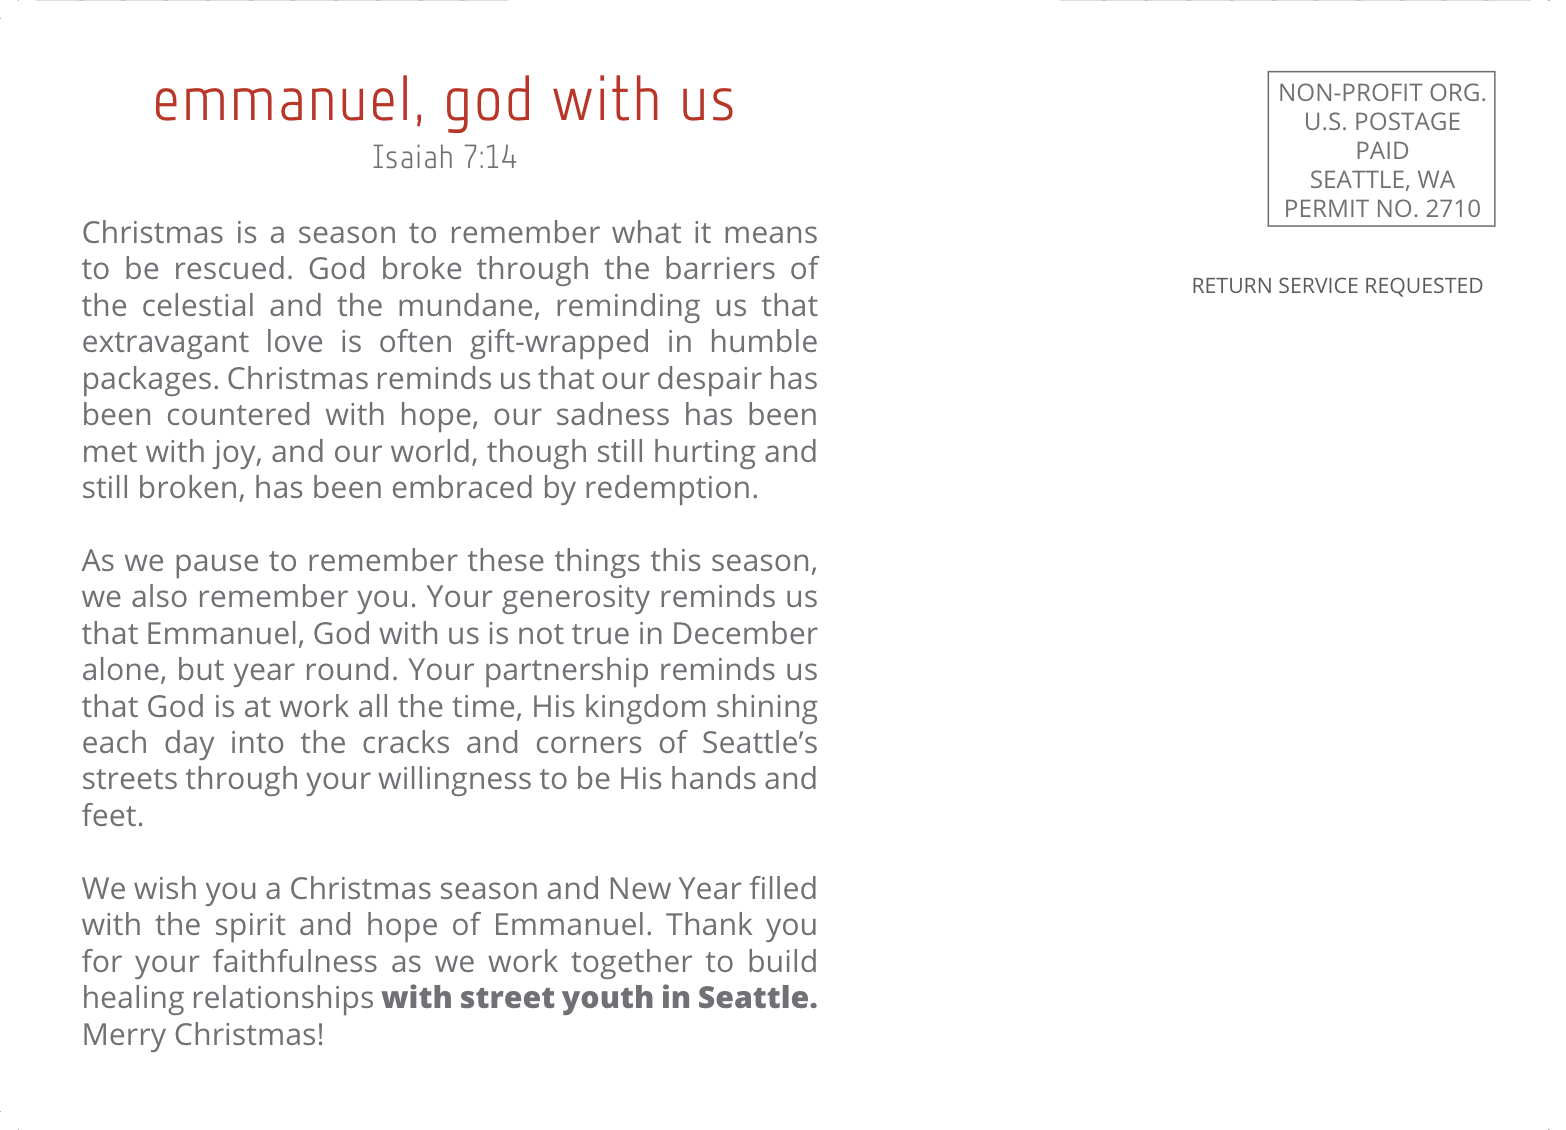 emmanuel, god with us
Isaiah 7:14
Christmas is a season to remember what it means
to be rescued. God broke through the barriers of
the celestial and the mundane, reminding us that
extravagant love is often gift-wrapped in humble
packages. Christmas reminds us that our despair has
been countered with hope, our sadness has been
met with joy, and our world, though still hurting and
still broken, has been embraced by redemption.
As we pause to remember these things this season,
we also remember you. Your generosity reminds us
that Emmanuel, God with us is not true in December
alone, but year round. Your partnership reminds us
that God is at work all the time, His kingdom shining
each day into the cracks and corners of Seattle’s
streets through your willingness to be His hands and
feet.
We wish you a Christmas season and New Year filled
with the spirit and hope of Emmanuel. Thank you
for your faithfulness as we work together to build
healing relationships with street youth in Seattle.
Merry Christmas!
NON-PROFIT ORG.
U.S. POSTAGE
PAID
SEATTLE, WA
PERMIT NO. 2710
RETURN SERVICE REQUESTED